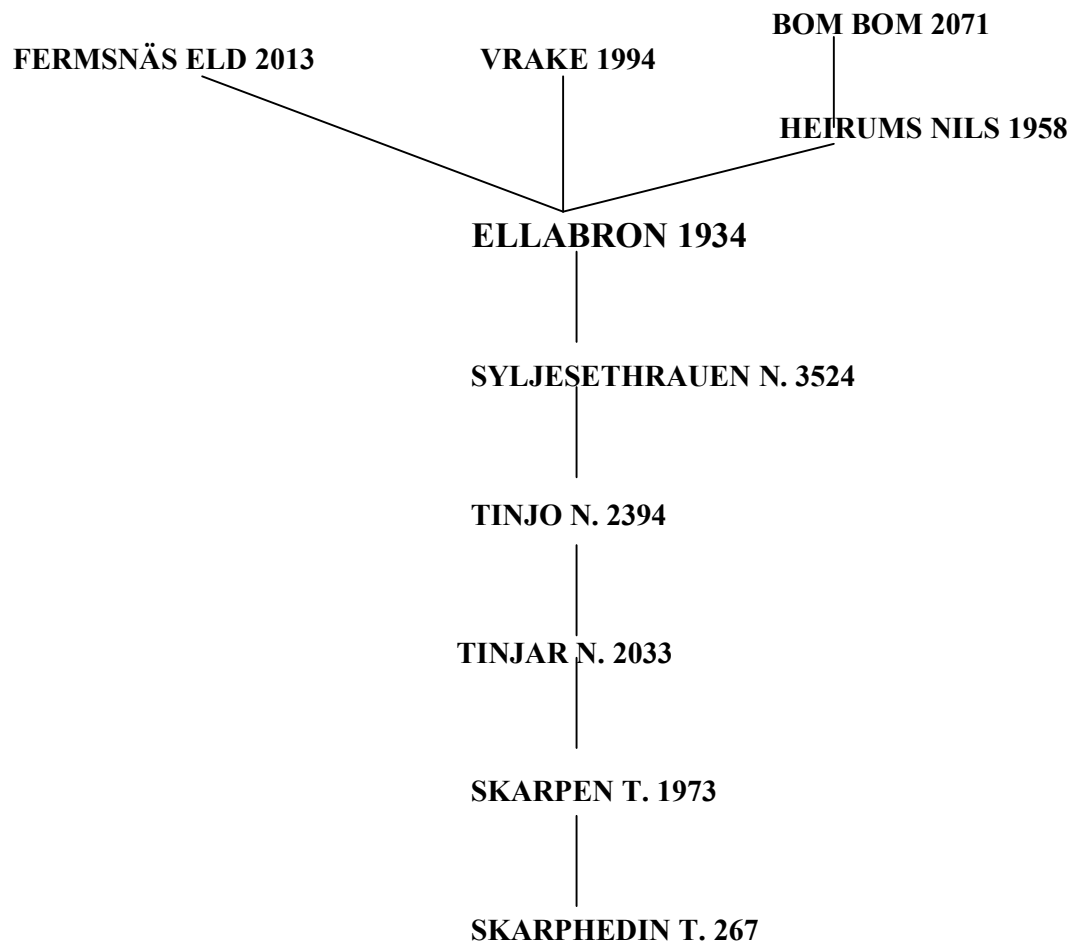 BOM BOM 2071
FERMSNÄS ELD 2013
VRAKE 1994
HEIRUMS NILS 1958
ELLABRON 1934
SYLJESETHRAUEN N. 3524
TINJO N. 2394
TINJAR N. 2033
SKARPEN T. 1973
SKARPHEDIN T. 267